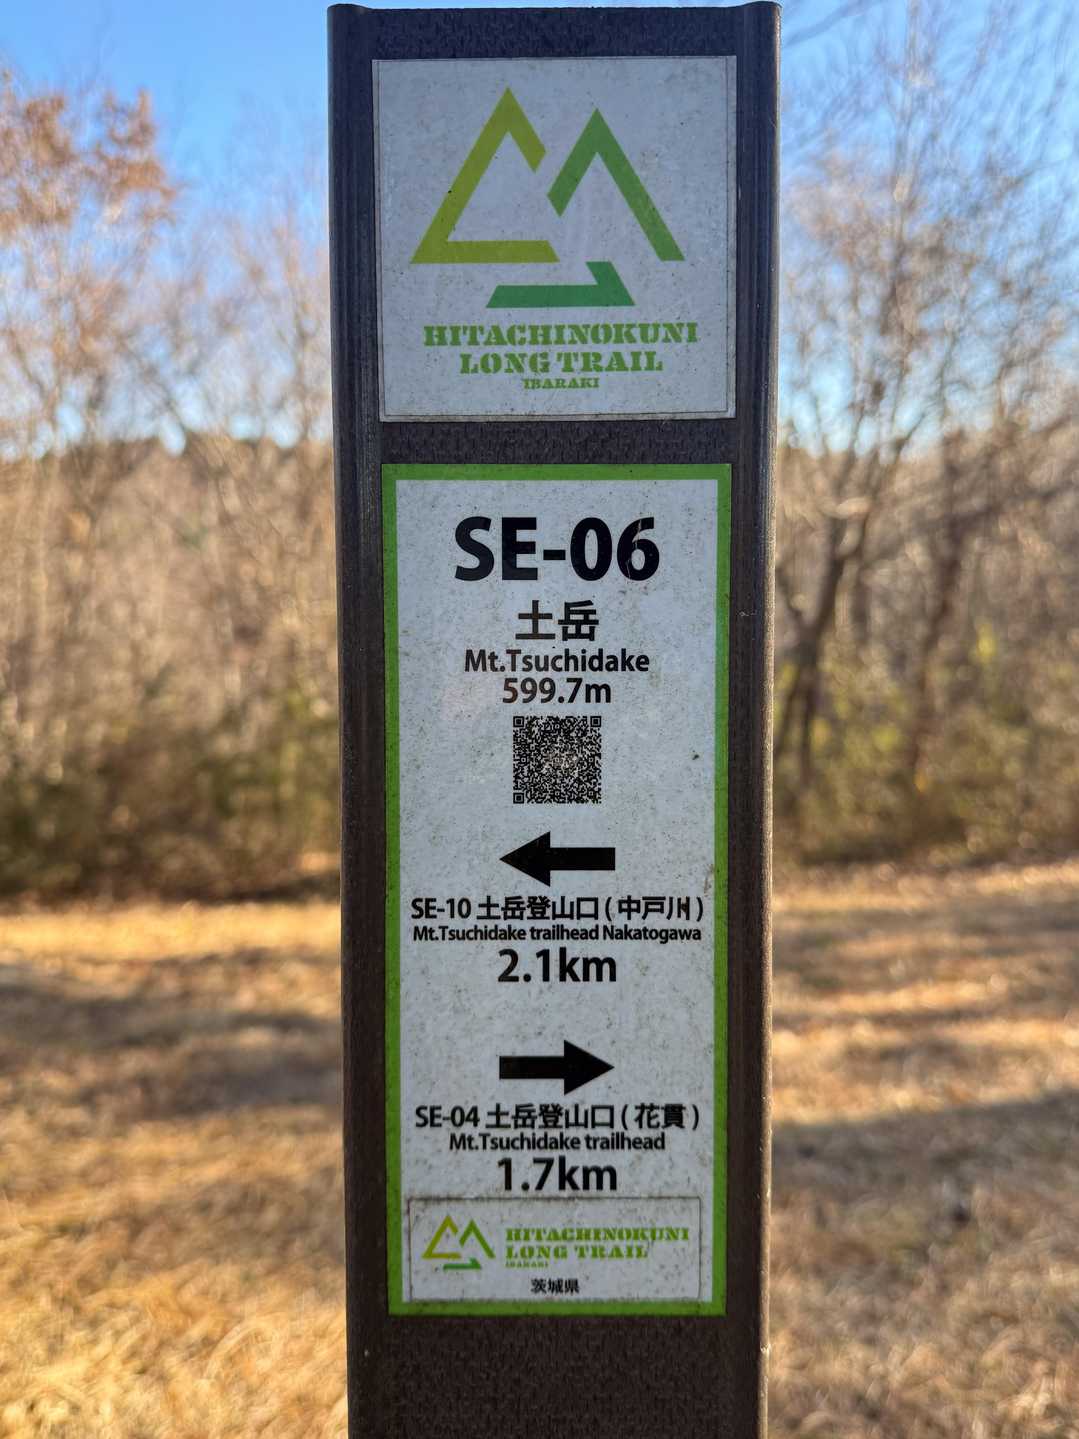 HITACHINOKUNI
LONG TRAIL
IBARAKI
SE-06
土岳
Mt.Tsuchidake
599.7m
SE-10 土岳登山口(中戸川)
Mt.Tsuchidake trailhead Nakatogawa
2.1km
SE-04 土岳登山口(花貫)
Mt.Tsuchidake trailhead
1.7km
HITACHINOKUNI
LONG TRAIL
IBARAKI
茨城県